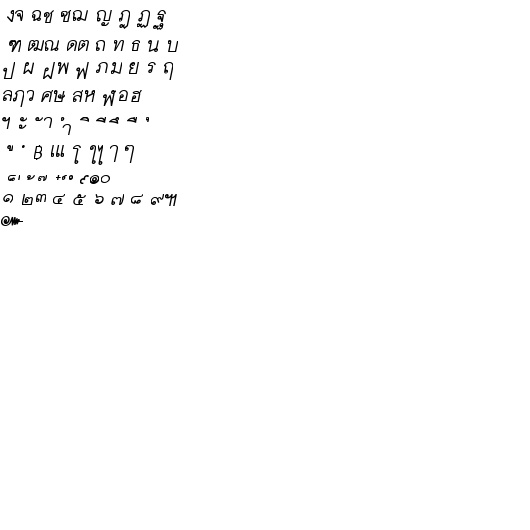 งจ ฉช ซฌ ญ ฎ ฏ ฐ
ฑ ฒณ ดต ถ ท ธ น บ
ป ผ ฝพ ฟ ภม ย ร ฤ
ลฦว ศษ สห ฬอฮ
ฯ ะ ั า ำ ิ ี ึ ื ุ
ู ฺ ฿ เแ โ ใไ ๅ ๆ
็ ่ ้ ๊ ๋ ์ ํ ๎ ๏๐
๑ ๒๓ ๔ ๕ ๖ ๗ ๘ ๙๚
๛